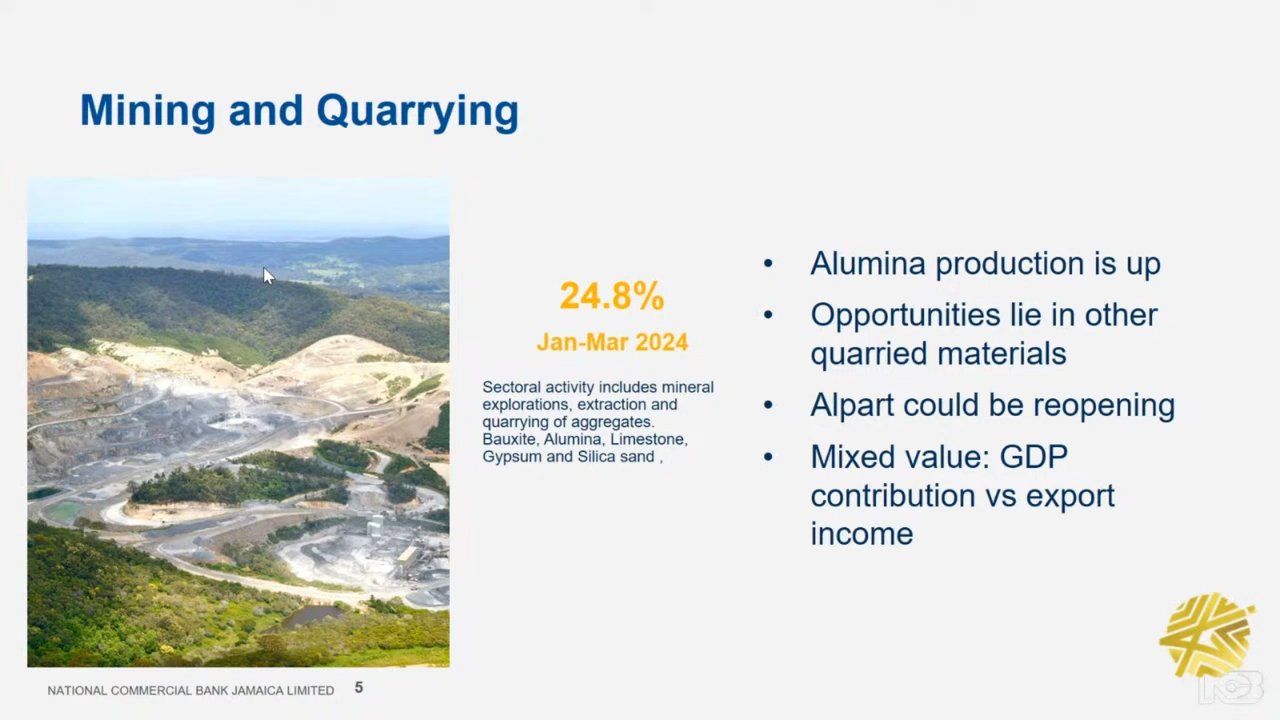 Mining and Quarrying
24.8%
Jan-Mar 2024
Sectoral activity includes mineral
explorations, extraction and
quarrying of aggregates.
Bauxite, Alumina, Limestone,
Gypsum and Silica sand ,
• Alumina production is up
• Opportunities lie in other
quarried materials
• Alpart could be reopening
• Mixed value: GDP
contribution vs export
income
NATIONAL COMMERCIAL BANK JAMAICA LIMITED 5
NCB